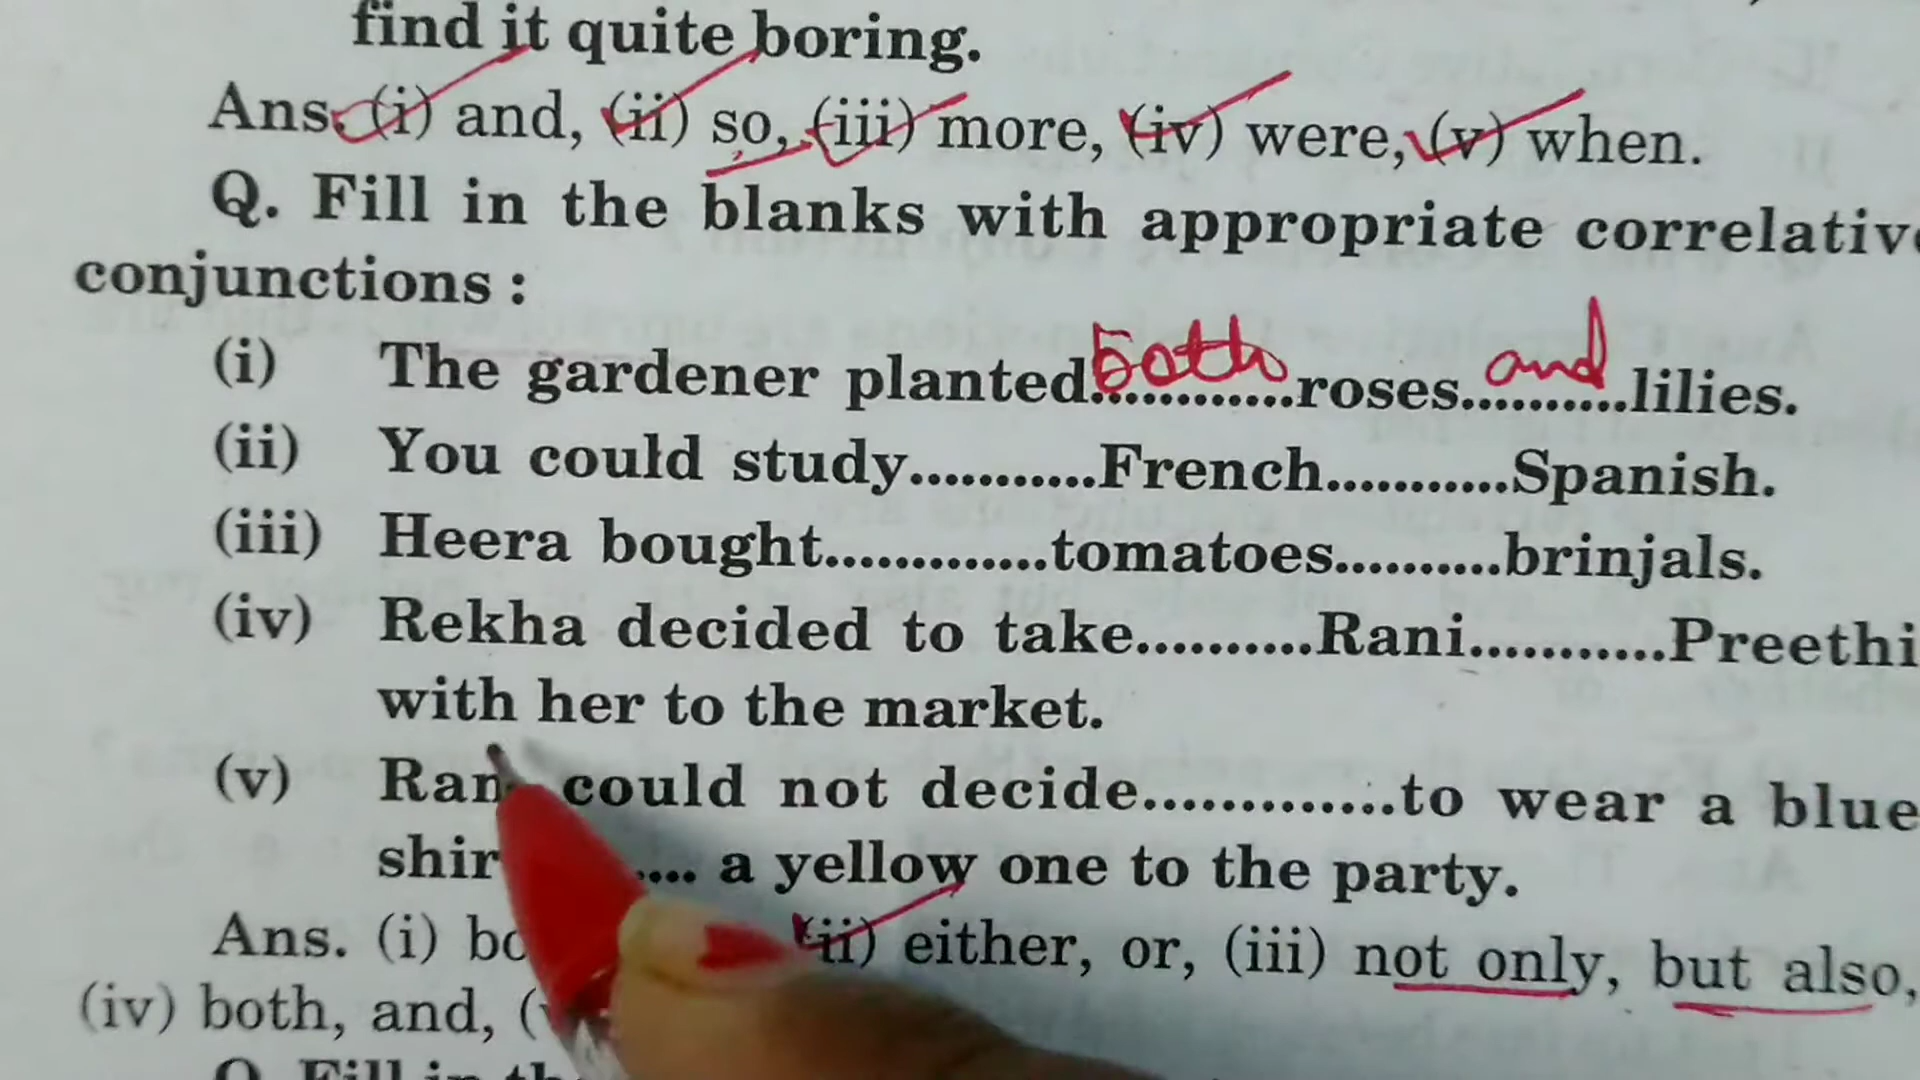 find it quite boring.
Ans. (i) and, (ii) so, (iii) more, (iv) were, (v) when.
Q. Fill in the blanks with appropriate correlative
conjunctions :
(i) The gardener planted............both roses..........and lilies.
(ii) You could study...........French...........Spanish.
(iii) Heera bought.............tomatoes..........brinjals.
(iv) Rekha decided to take..........Rani...........Preethi
with her to the market.
(v) could not decide.............to wear a blue
.... a yellow one to the party.
Ans. (i) (ii) either, or, (iii) not only, but also,
(iv) both, and,
Q. Fill in